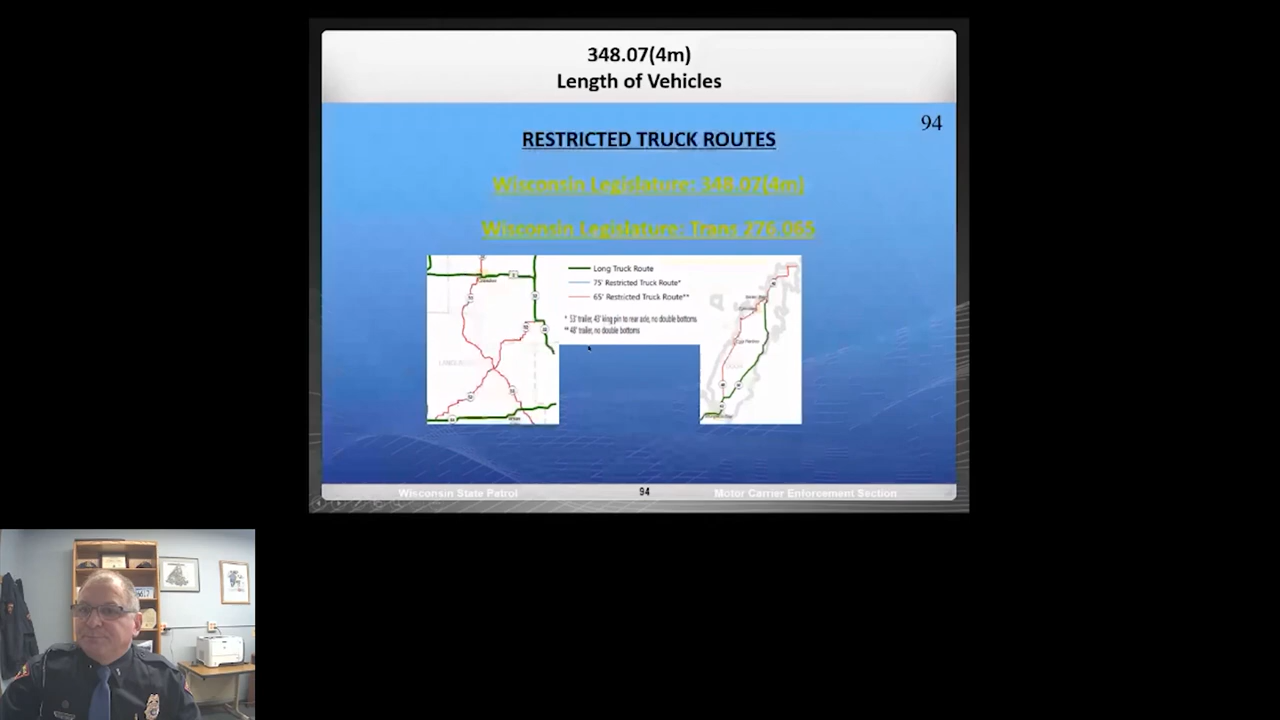 348.07(4m)
Length of Vehicles
94
RESTRICTED TRUCK ROUTES
Wisconsin Legislature: 348.07(4m)
Wisconsin Legislature: Trans 276.065
Long Truck Route
75' Restricted Truck Route*
65' Restricted Truck Route**
* 53' trailer, 43' king pin to rear axle, no double bottoms
** 48' trailer, no double bottoms
Wisconsin State Patrol
94
Motor Carrier Enforcement Section